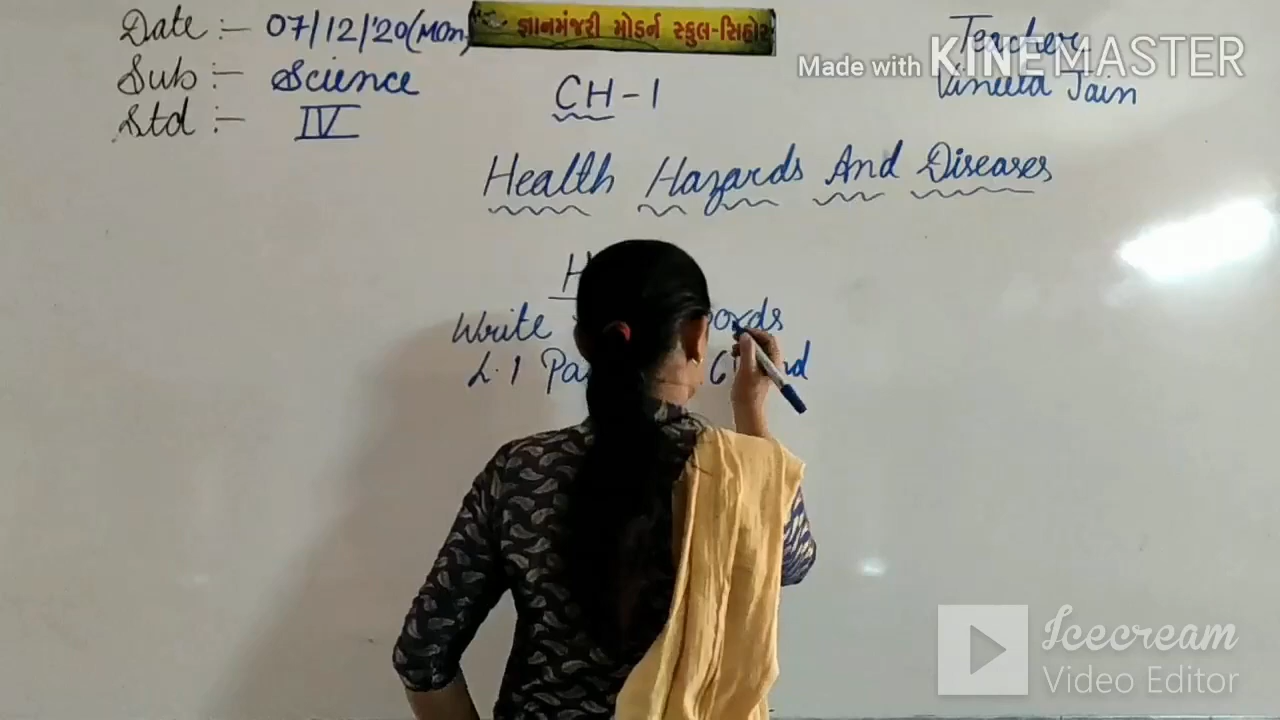 Date :- 07/12/'20(Mon)
જ્ઞાનમંજરી મોડર્ન સ્કુલ-સિહોર
Teacher
Made with KINEMASTER
Sub :- Science
CH-1
Vineeta Jain
Std :- IV
Health Hazards And Diseases
Write
L.1
Icecream
Video Editor